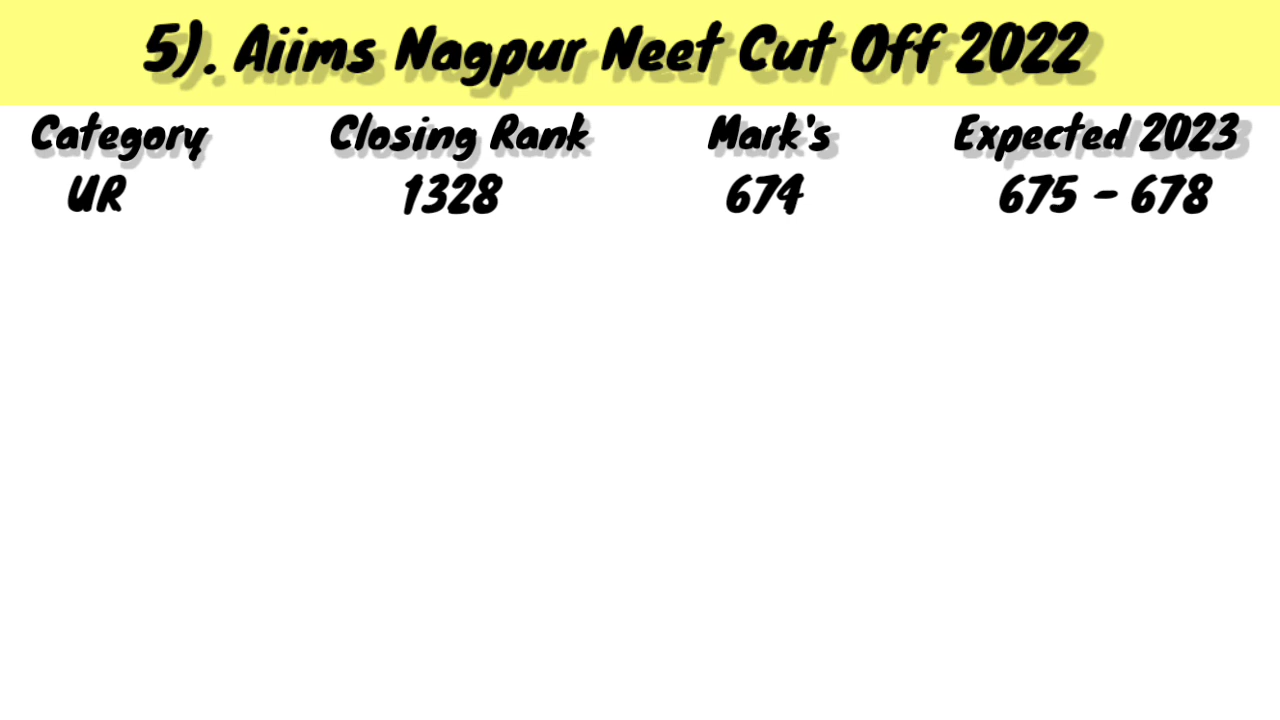 5). Aiims Nagpur Neet Cut Off 2022
Category Closing Rank Mark's Expected 2023
UR 1328 674 675 - 678